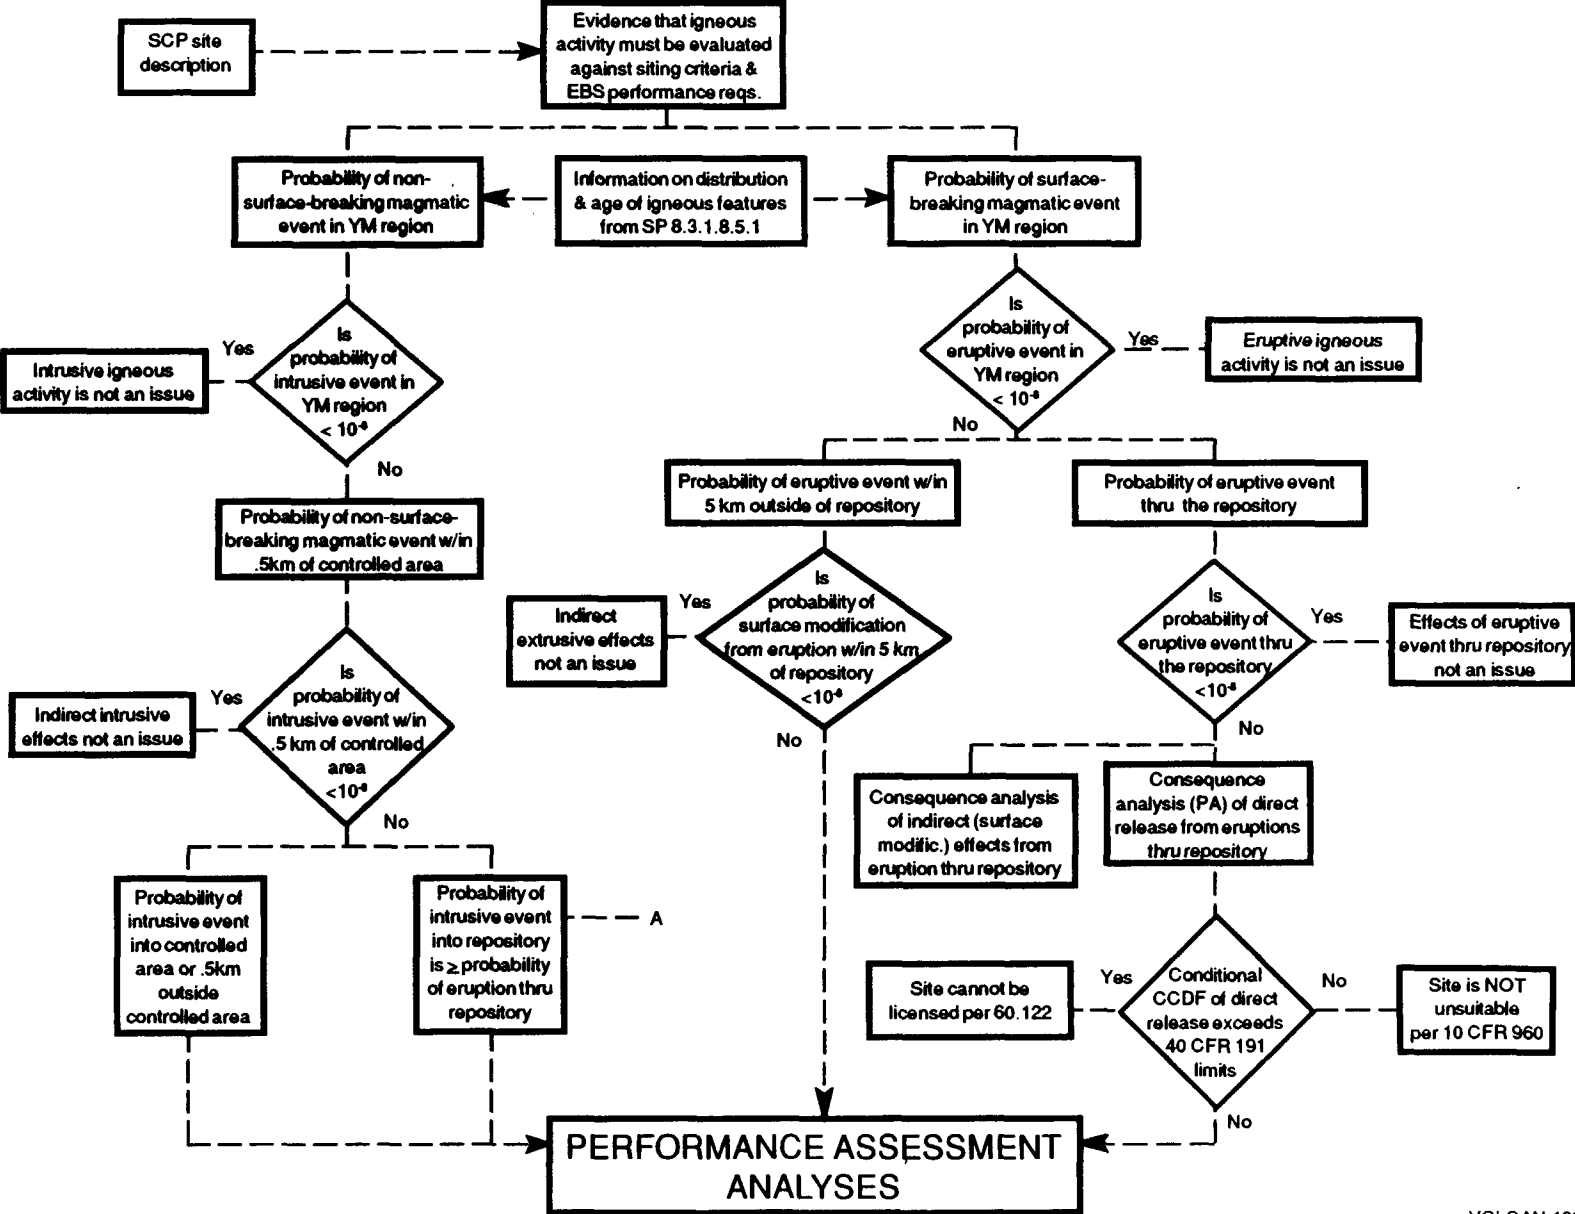 SCP site
description
Evidence that igneous
activity must be evaluated
against siting criteria &
EBS performance reqs.
Probability of non-
surface-breaking magmatic
event in YM region
Information on distribution
& age of igneous features
from SP 8.3.1.8.5.1
Probability of surface-
breaking magmatic event
in YM region
Is
probability of
intrusive event in
YM region
Yes
Intrusive igneous
activity is not an issue
No
Is
probability of
eruptive event in
YM region
Yes
Eruptive igneous
activity is not an issue
No
Probability of non-surface-
breaking magmatic event w/in
.5km of controlled area
Probability of eruptive event w/in
5 km outside of repository
Probability of eruptive event
thru the repository
Is
probability of
intrusive event w/in
.5 km of controlled
area
Yes
Indirect intrusive
effects not an issue
No
Is
probability of
surface modification
from eruption w/in 5 km
of repository
Yes
Indirect
extrusive effects
not an issue
No
Is
probability of
eruptive event thru
the repository
Yes
Effects of eruptive
event thru repository
not an issue
No
Consequence analysis
of indirect (surface
modific.) effects from
eruption thru repository
Consequence
analysis (PA) of direct
release from eruptions
thru repository
Probability of
intrusive event
into controlled
area or .5km
outside
controlled area
Probability of
intrusive event
into repository
is ≥ probability
of eruption thru
repository
A
Conditional
CCDF of direct
release exceeds
40 CFR 191
limits
Yes
Site cannot be
licensed per 60.122
No
Site is NOT
unsuitable
per 10 CFR 960
No
PERFORMANCE ASSESSMENT
ANALYSES